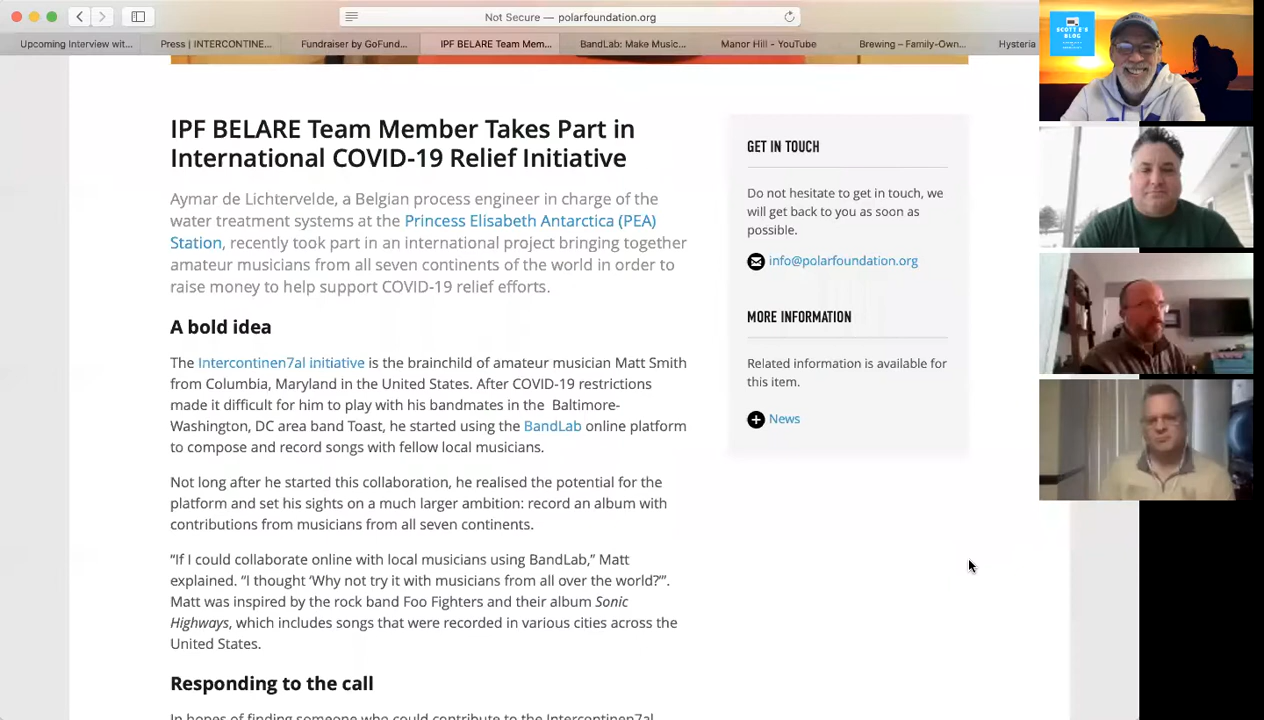 Not Secure — polarfoundation.org
Upcoming Interview wit...
Press | INTERCONTINE...
Fundraiser by GoFund...
IPF BELARE Team Mem...
BandLab: Make Music...
Manor Hill - YouTube
Brewing – Family-Own...
Hysteria
SCOTT B'S
BLOG
IPF BELARE Team Member Takes Part in
International COVID-19 Relief Initiative
Aymar de Lichtervelde, a Belgian process engineer in charge of the
water treatment systems at the Princess Elisabeth Antarctica (PEA)
Station, recently took part in an international project bringing together
amateur musicians from all seven continents of the world in order to
raise money to help support COVID-19 relief efforts.
A bold idea
The Intercontinen7al initiative is the brainchild of amateur musician Matt Smith
from Columbia, Maryland in the United States. After COVID-19 restrictions
made it difficult for him to play with his bandmates in the Baltimore-
Washington, DC area band Toast, he started using the BandLab online platform
to compose and record songs with fellow local musicians.
Not long after he started this collaboration, he realised the potential for the
platform and set his sights on a much larger ambition: record an album with
contributions from musicians from all seven continents.
“If I could collaborate online with local musicians using BandLab,” Matt
explained. “I thought ‘Why not try it with musicians from all over the world?’”.
Matt was inspired by the rock band Foo Fighters and their album Sonic
Highways, which includes songs that were recorded in various cities across the
United States.
Responding to the call
In hopes of finding someone who could contribute to the Intercontinen7al
GET IN TOUCH
Do not hesitate to get in touch, we
will get back to you as soon as
possible.
info@polarfoundation.org
MORE INFORMATION
Related information is available for
this item.
News